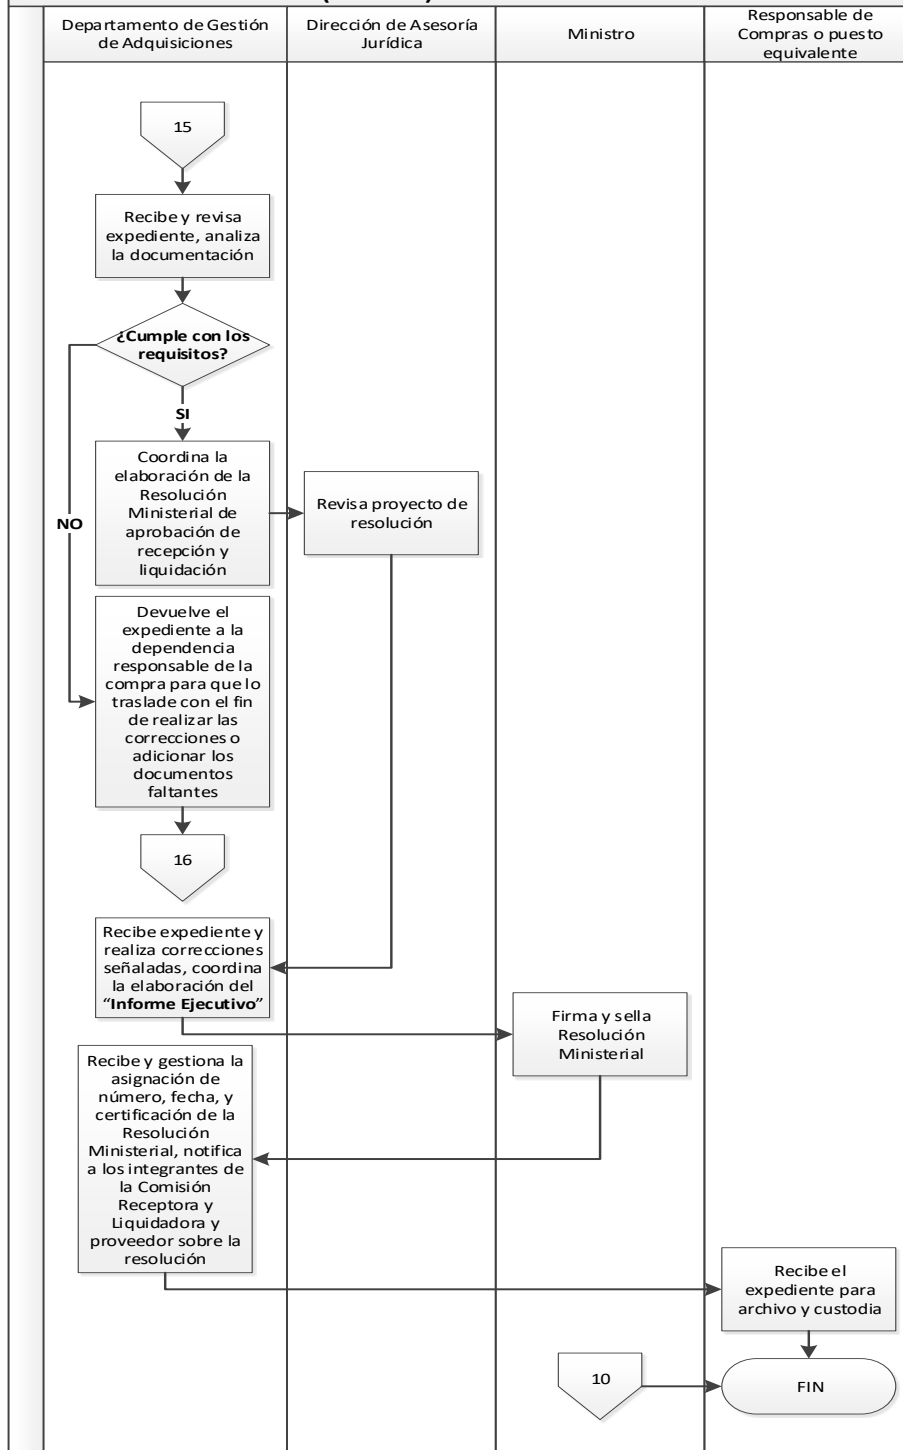 Departamento de Gestión
de Adquisiciones
Dirección de Asesoría
Jurídica
Ministro
Responsable de
Compras o puesto
equivalente
15
Recibe y revisa
expediente, analiza
la documentación
¿Cumple con los
requisitos?
SI
NO
Coordina la
elaboración de la
Resolución
Ministerial de
aprobación de
recepción y
liquidación
Revisa proyecto de
resolución
Devuelve el
expediente a la
dependencia
responsable de la
compra para que lo
traslade con el fin
de realizar las
correcciones o
adicionar los
documentos
faltantes
16
Recibe expediente y
realiza correcciones
señaladas, coordina
la elaboración del
“Informe Ejecutivo”
Firma y sella
Resolución
Ministerial
Recibe y gestiona la
asignación de
número, fecha, y
certificación de la
Resolución
Ministerial, notifica
a los integrantes de
la Comisión
Receptora y
Liquidadora y
proveedor sobre la
resolución
Recibe el
expediente para
archivo y custodia
10
FIN